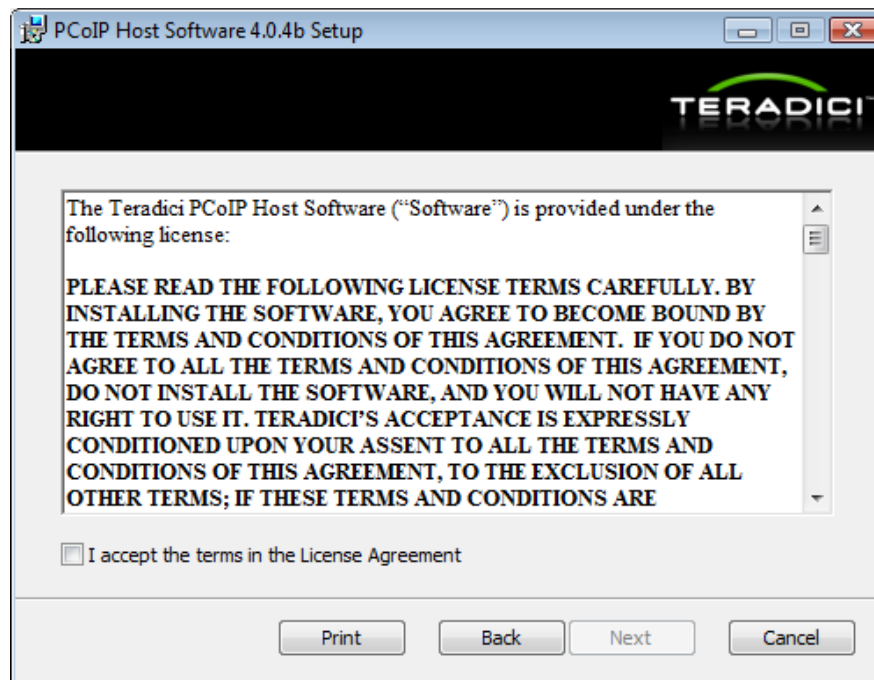 PCoIP Host Software 4.0.4b Setup
TERADICI™
The Teradici PCoIP Host Software (“Software”) is provided under the
following license:
PLEASE READ THE FOLLOWING LICENSE TERMS CAREFULLY. BY
INSTALLING THE SOFTWARE, YOU AGREE TO BECOME BOUND BY
THE TERMS AND CONDITIONS OF THIS AGREEMENT.  IF YOU DO NOT
AGREE TO ALL THE TERMS AND CONDITIONS OF THIS AGREEMENT,
DO NOT INSTALL THE SOFTWARE, AND YOU WILL NOT HAVE ANY
RIGHT TO USE IT. TERADICI’S ACCEPTANCE IS EXPRESSLY
CONDITIONED UPON YOUR ASSENT TO ALL THE TERMS AND
CONDITIONS OF THIS AGREEMENT, TO THE EXCLUSION OF ALL
OTHER TERMS; IF THESE TERMS AND CONDITIONS ARE
I accept the terms in the License Agreement
Print Back Next Cancel